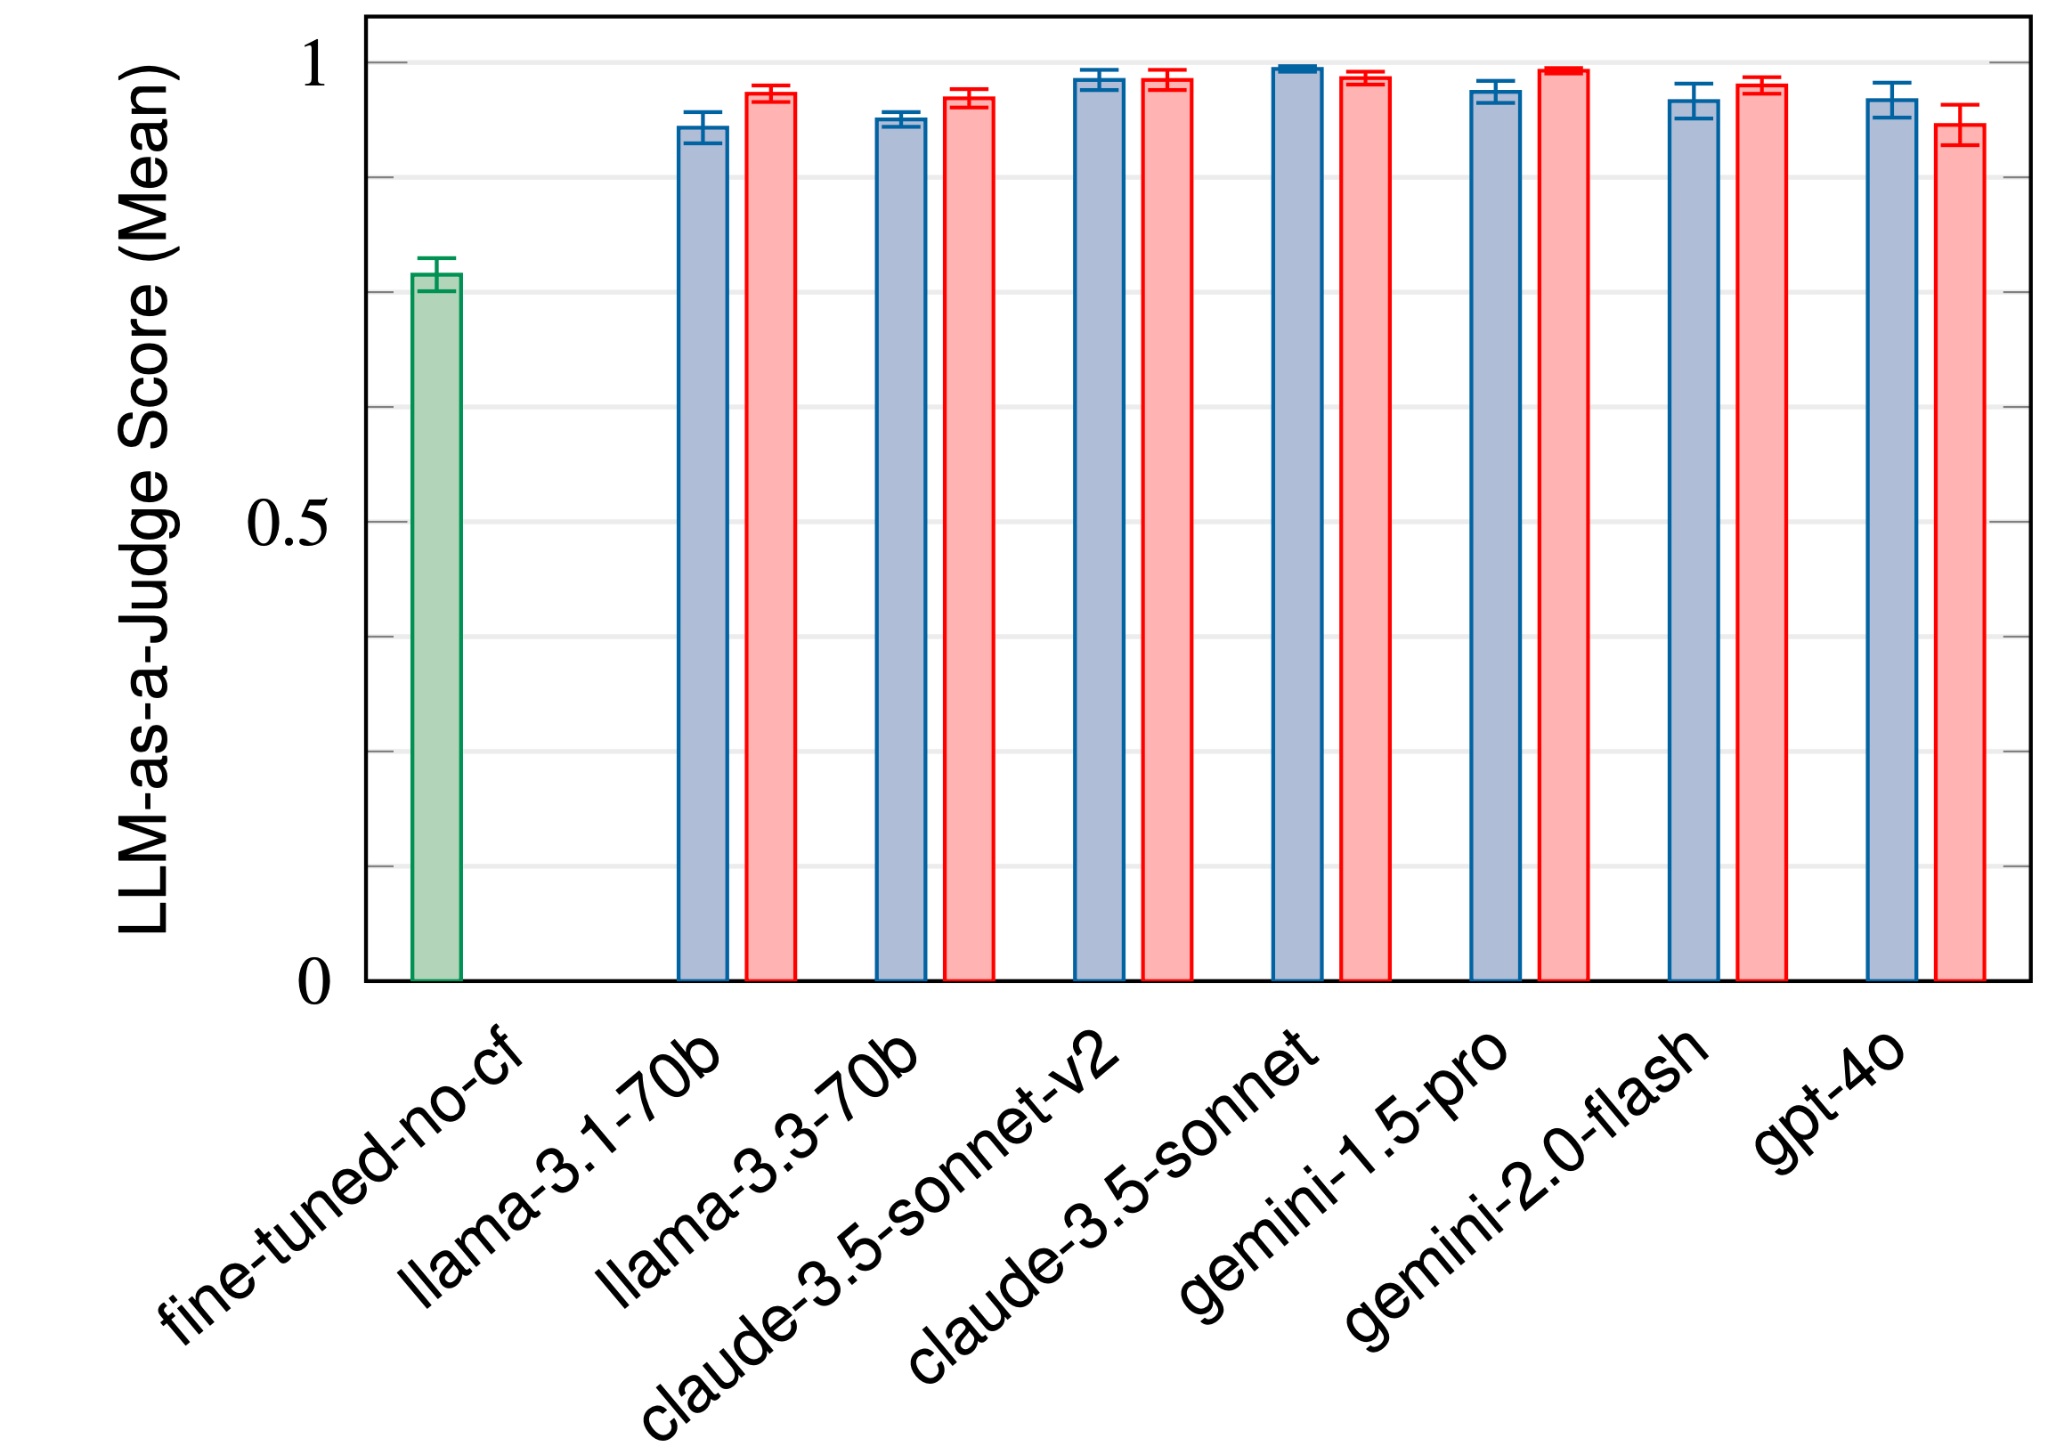 LLM-as-a-Judge Score (Mean)
1
0.5
0
fine-tuned-no-cf
llama-3.1-70b
llama-3.3-70b
claude-3.5-sonnet-v2
claude-3.5-sonnet
gemini-1.5-pro
gemini-2.0-flash
gpt-4o